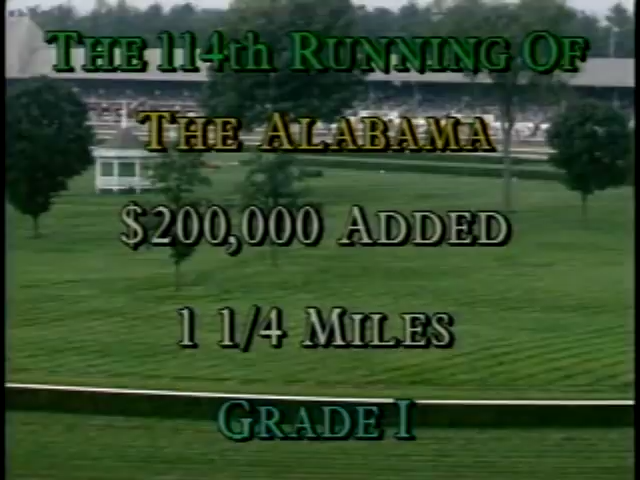 The 114th Running Of
The Alabama
$200,000 Added
1 1/4 Miles
Grade I